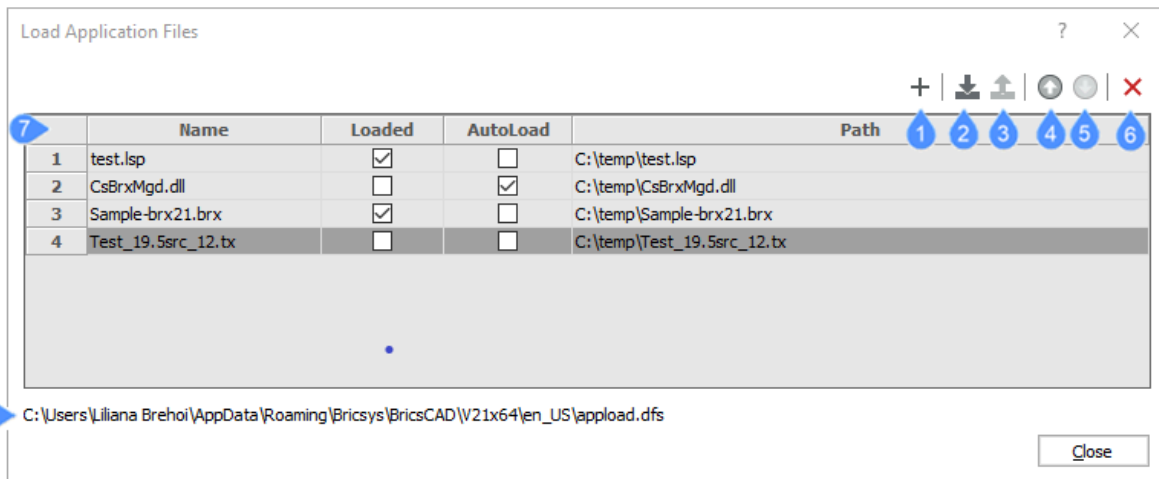 Load Application Files ?
1 2 3 4 5 6
7 Name Loaded AutoLoad Path
1 test.lsp C:\temp\test.lsp
2 CsBrxMgd.dll C:\temp\CsBrxMgd.dll
3 Sample-brx21.brx C:\temp\Sample-brx21.brx
4 Test_19.5src_12.tx C:\temp\Test_19.5src_12.tx
C:\Users\Liliana Brehoi\AppData\Roaming\Bricsys\BricsCAD\V21x64\en_US\appload.dfs
Close